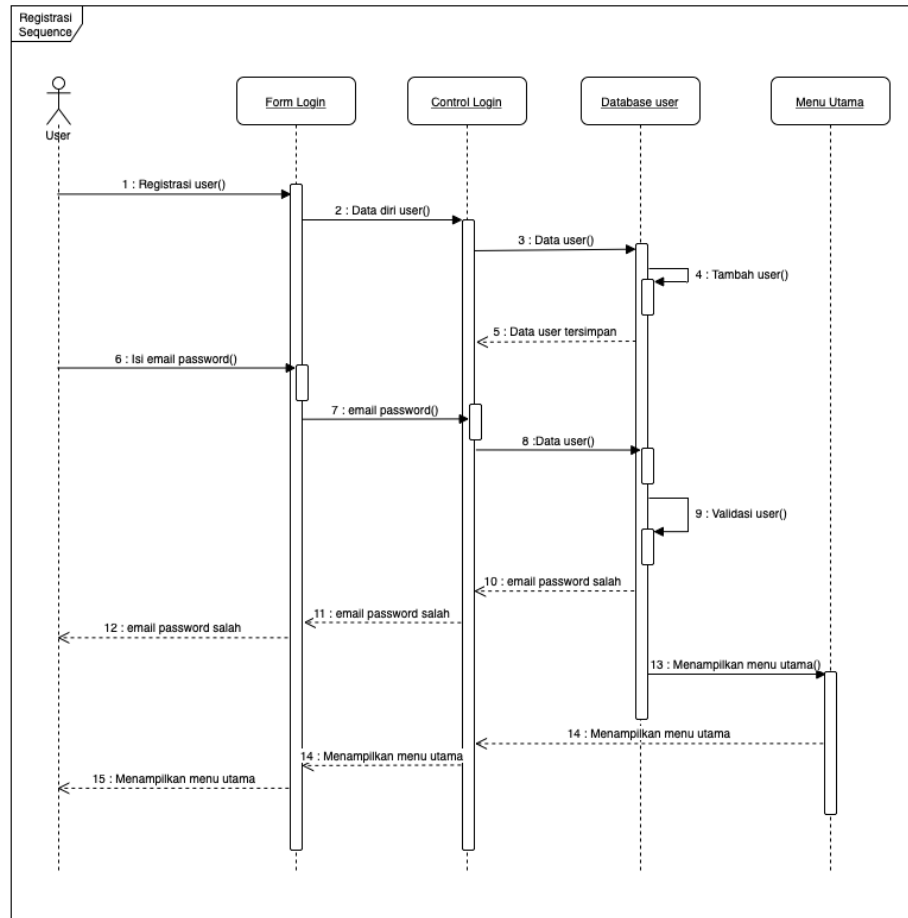 Registrasi
Sequence
User
Form Login
Control Login
Database user
Menu Utama
1 : Registrasi user()
2 : Data diri user()
3 : Data user()
4 : Tambah user()
5 : Data user tersimpan
6 : Isi email password()
7 : email password()
8 :Data user()
9 : Validasi user()
10 : email password salah
11 : email password salah
12 : email password salah
13 : Menampilkan menu utama()
14 : Menampilkan menu utama
14 : Menampilkan menu utama
15 : Menampilkan menu utama